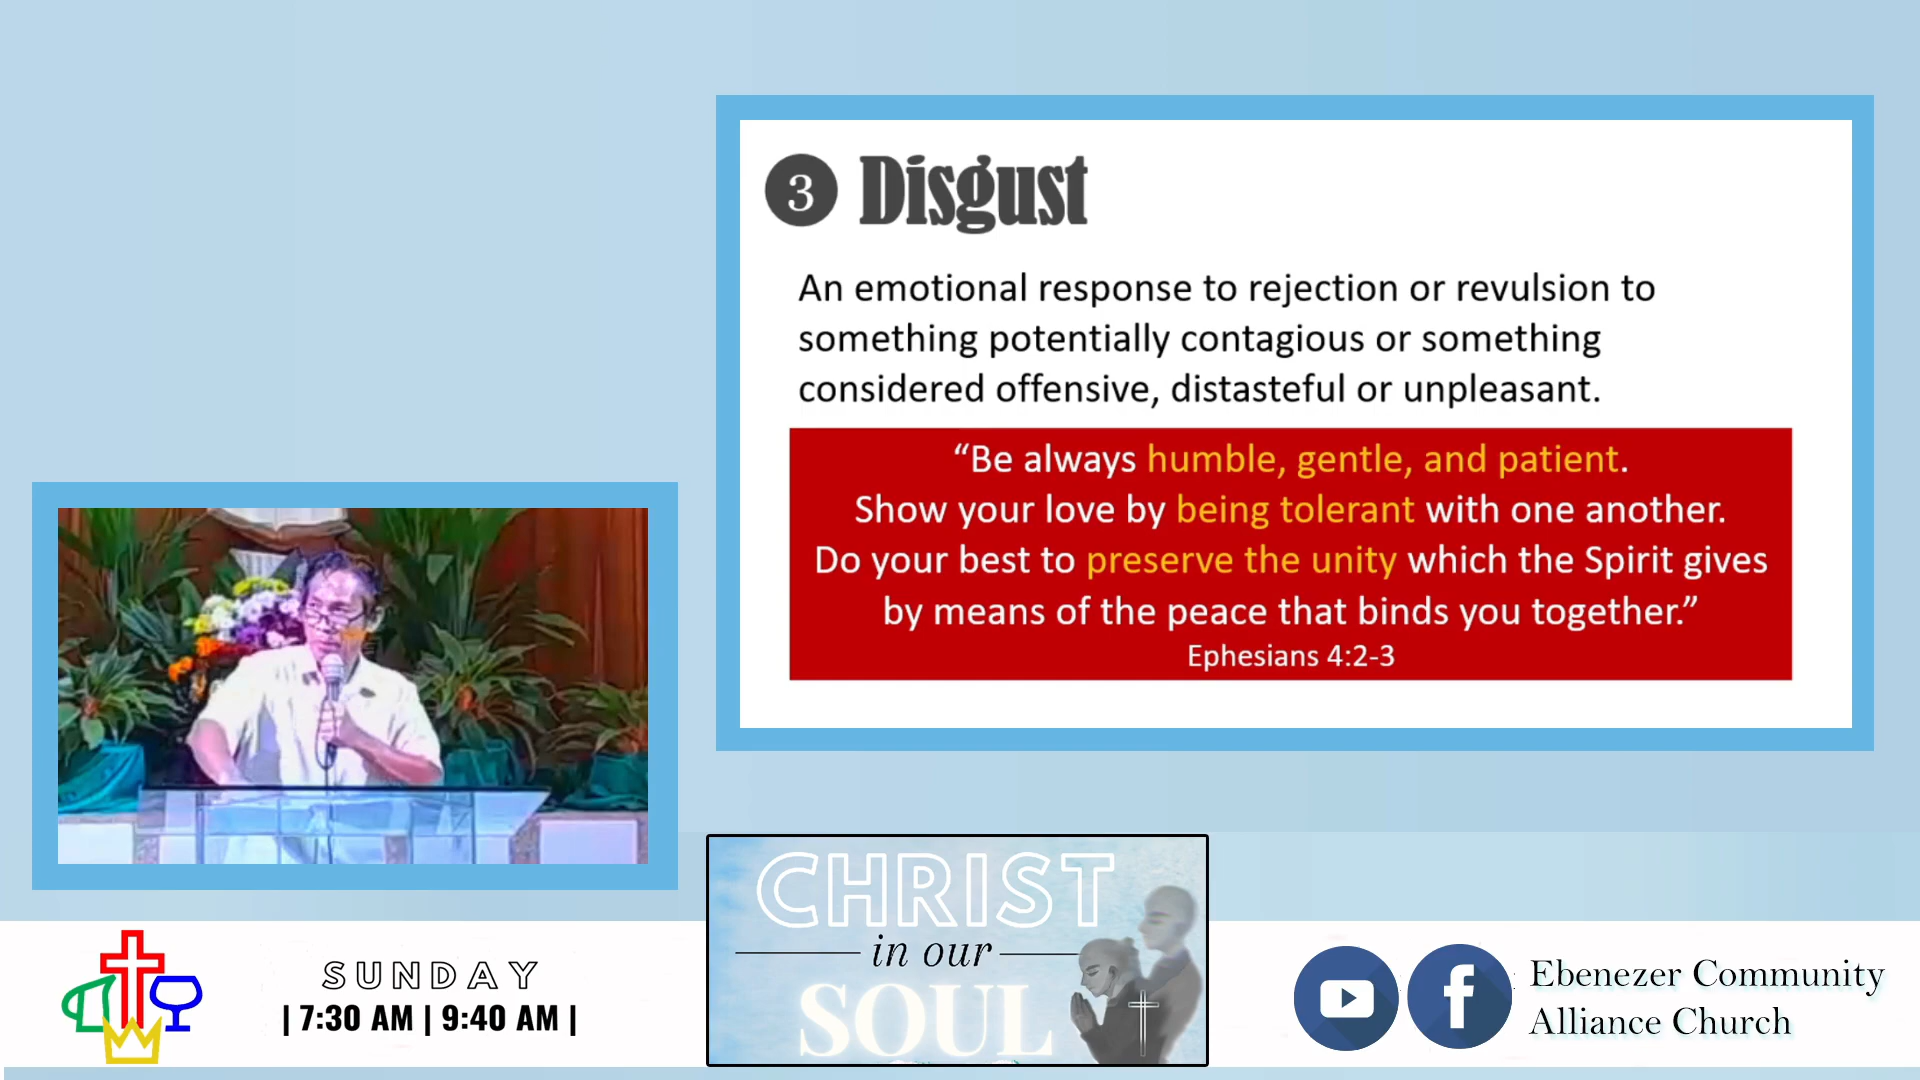 3 Disgust
An emotional response to rejection or revulsion to
something potentially contagious or something
considered offensive, distasteful or unpleasant.
“Be always humble, gentle, and patient.
Show your love by being tolerant with one another.
Do your best to preserve the unity which the Spirit gives
by means of the peace that binds you together.”
Ephesians 4:2-3
SUNDAY
| 7:30 AM | 9:40 AM |
CHRIST
in our
SOUL
Ebenezer Community
Alliance Church